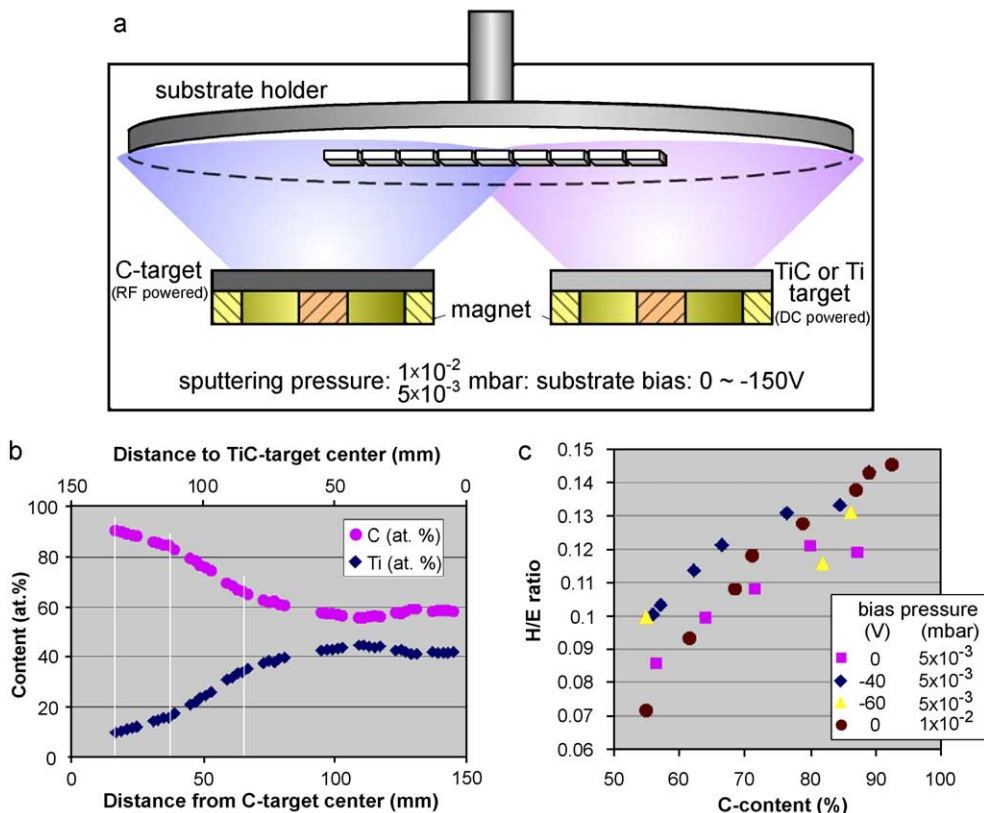 a
substrate holder
C-target
(RF powered)
magnet
TiC or Ti
target
(DC powered)
sputtering pressure: 1×10⁻² 5×10⁻³ mbar: substrate bias: 0 ~ -150V
b
Distance to TiC-target center (mm)
150 100 50 0
100
80
60
40
20
0
Content (at.%)
C (at. %)
Ti (at. %)
0 50 100 150
Distance from C-target center (mm)
c
0.15
0.14
0.13
0.12
0.11
0.1
0.09
0.08
0.07
0.06
H/E ratio
bias pressure
(V) (mbar)
0 5x10⁻³
-40 5x10⁻³
-60 5x10⁻³
0 1x10⁻²
50 60 70 80 90 100
C-content (%)